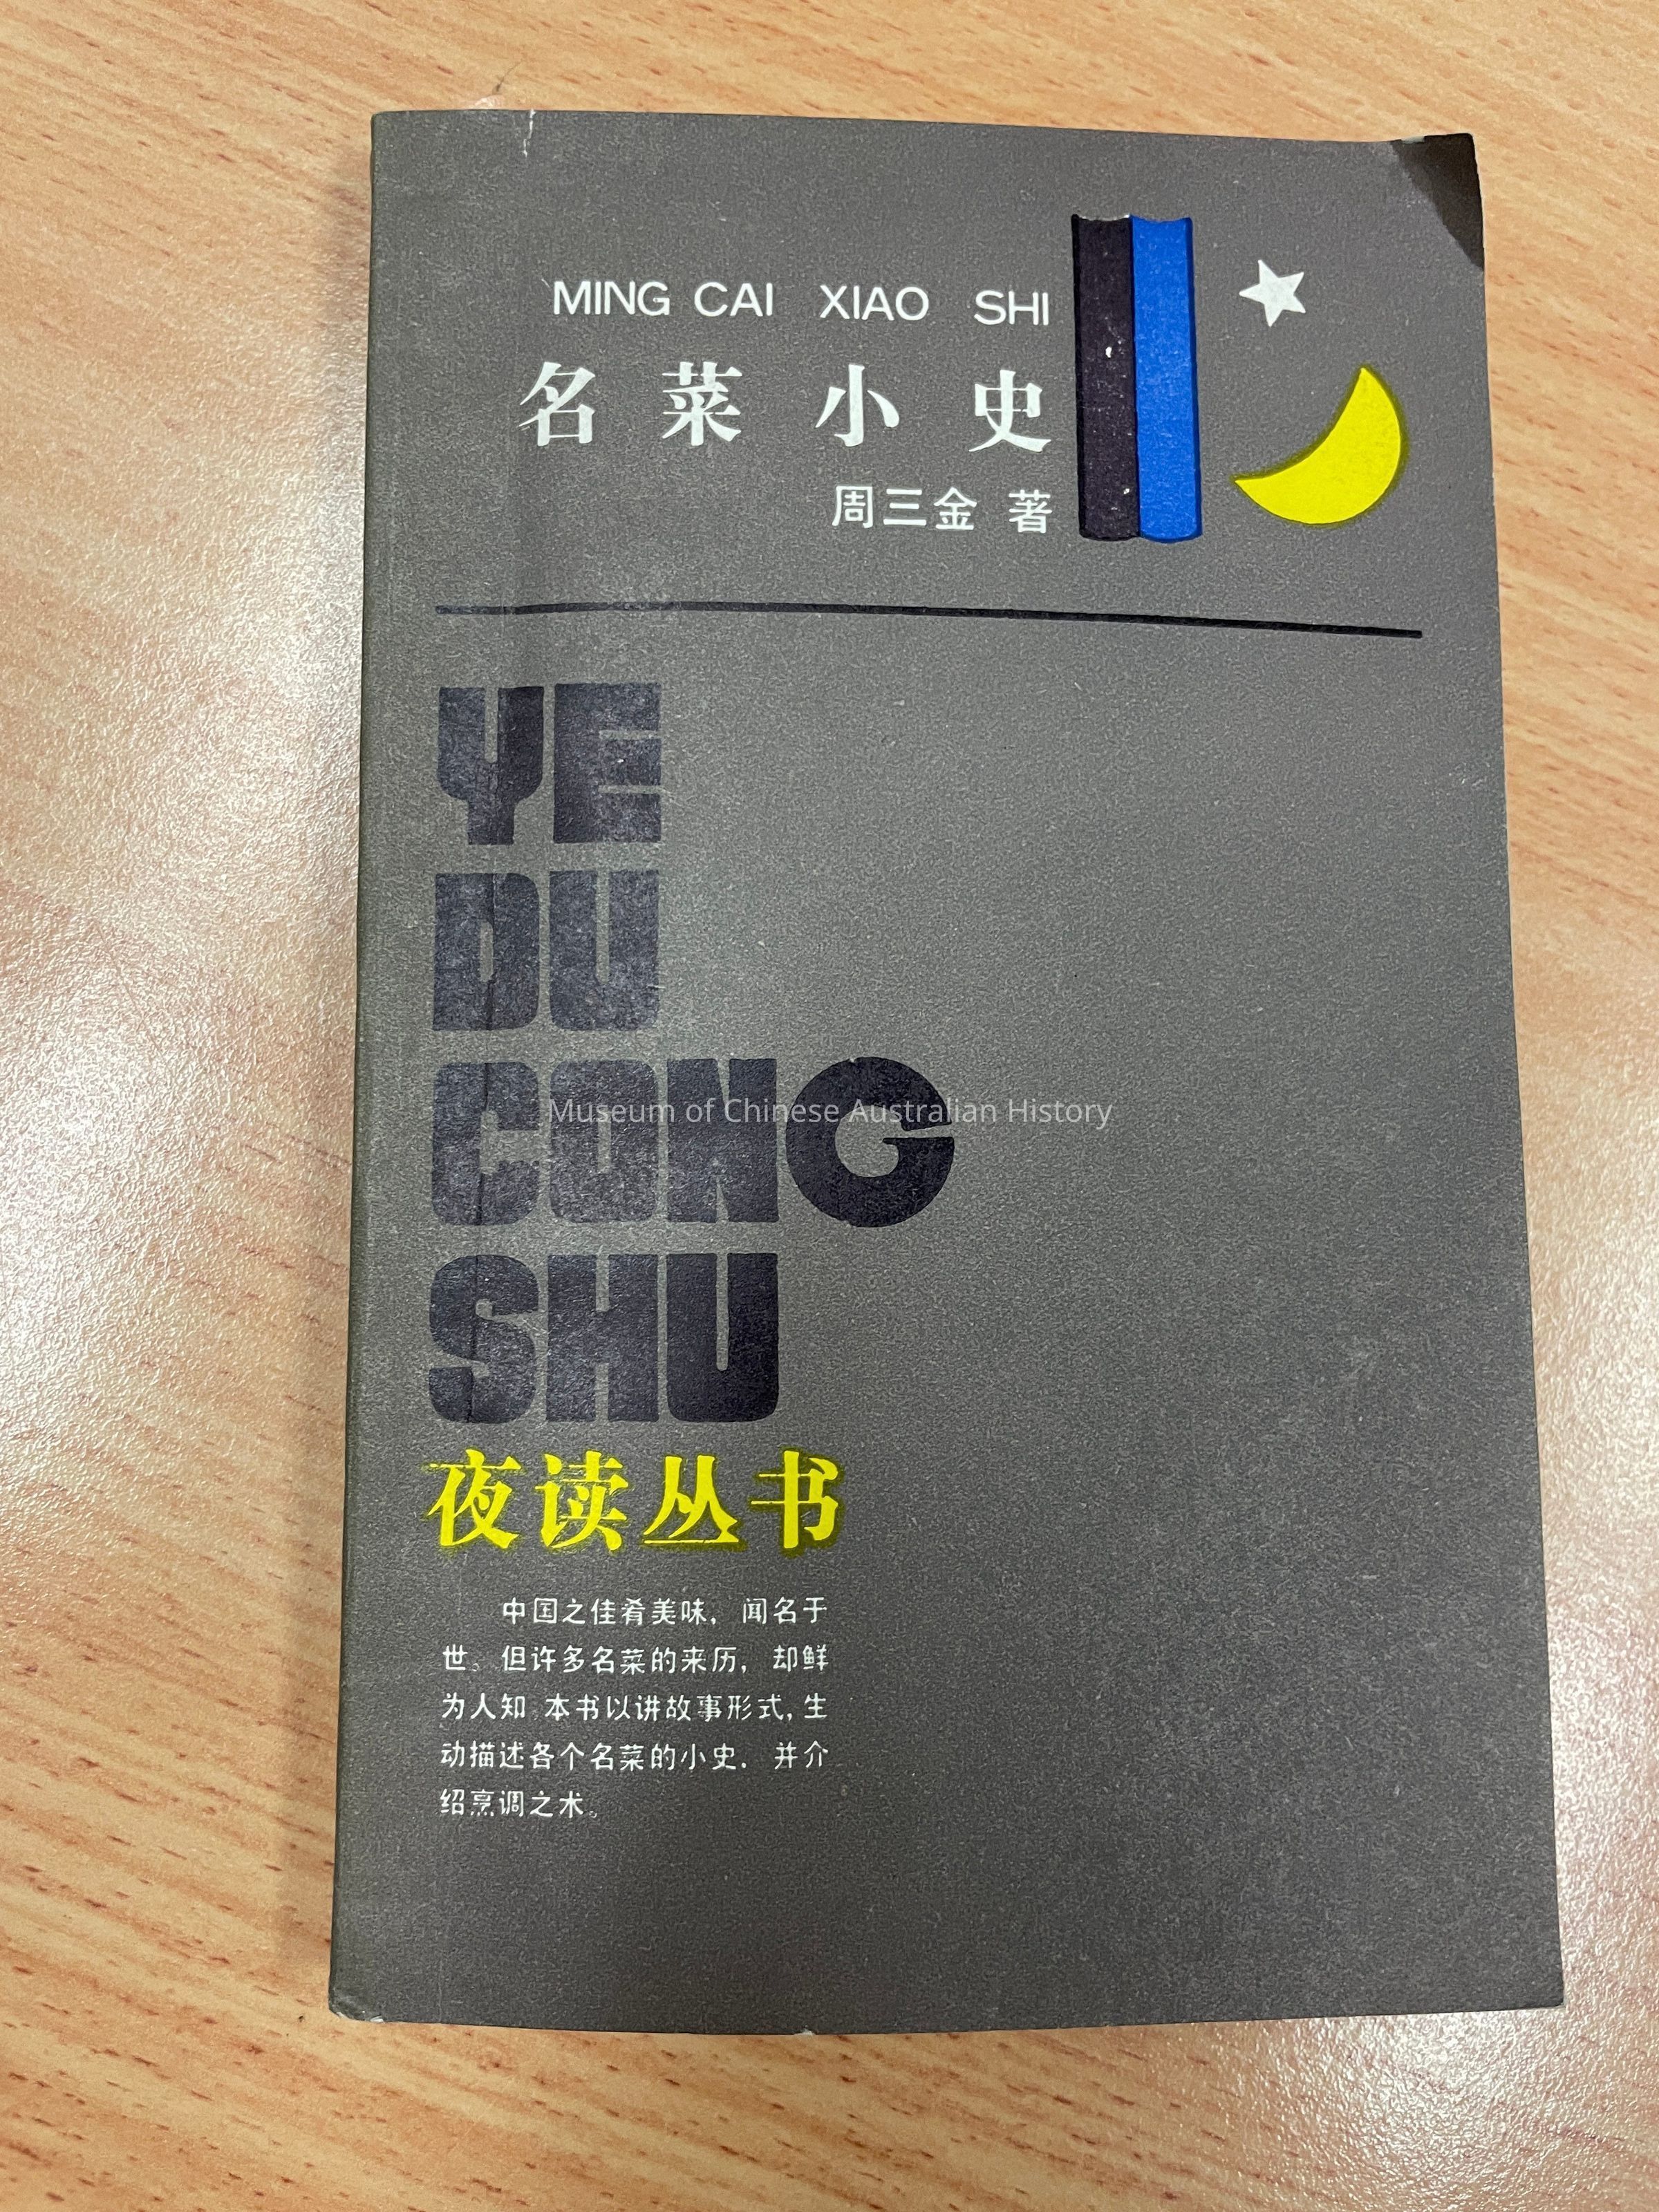 MING CAI XIAO SHI
名菜小史
周三金 著
YE
DU
CONG
SHU
Museum of Chinese Australian History
夜读丛书
中国之佳肴美味，闻名于
世。但许多名菜的来历，却鲜
为人知.本书以讲故事形式，生
动描述各个名菜的小史．并介
绍烹调之术。